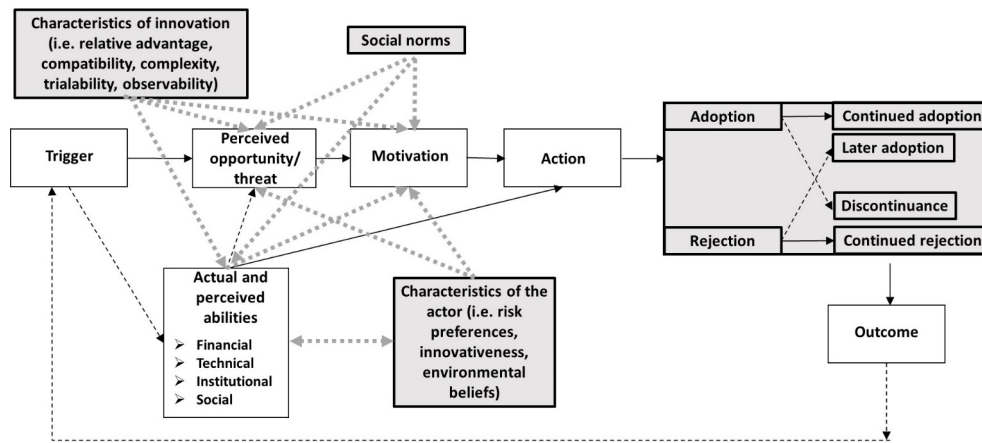 Characteristics of innovation
(i.e. relative advantage,
compatibility, complexity,
trialability, observability)
Social norms
Trigger
Perceived
opportunity/
threat
Motivation
Action
Adoption
Continued adoption
Later adoption
Discontinuance
Rejection
Continued rejection
Actual and
perceived
abilities
Financial
Technical
Institutional
Social
Characteristics of the
actor (i.e. risk
preferences,
innovativeness,
environmental
beliefs)
Outcome